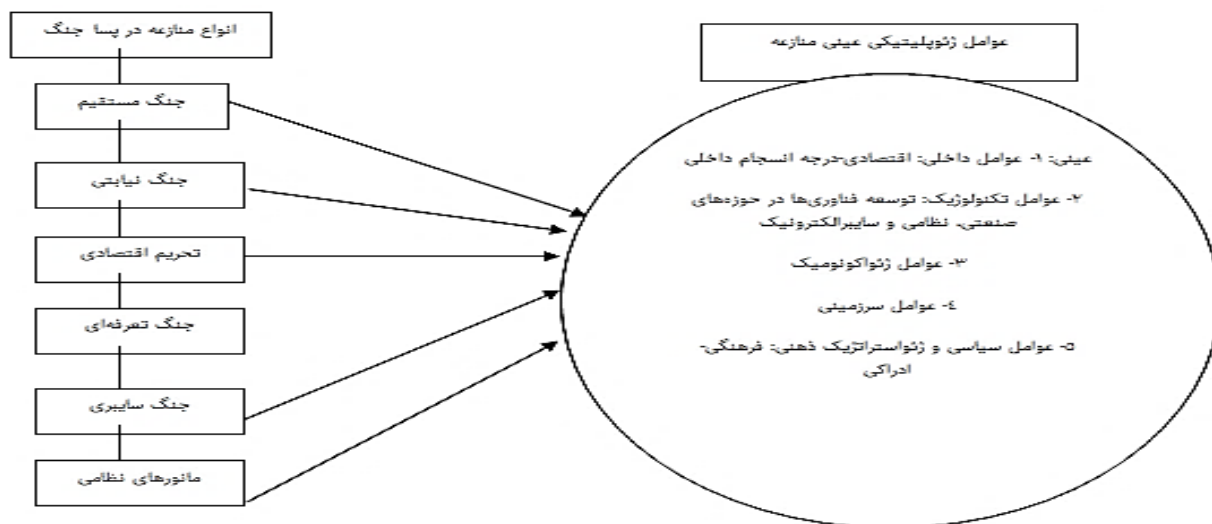 انواع منازعه در پسا جنگ
جنگ مستقیم
جنگ نیابتی
تحریم اقتصادی
جنگ تعرفه‌ای
جنگ سایبری
مانورهای نظامی
عوامل ژئوپلیتیکی عینی منازعه
عینی: ۱- عوامل داخلی: اقتصادی-درجه انسجام داخلی
۲- عوامل تکنولوژیک: توسعه فناوری‌ها در حوزه‌های
صنعتی، نظامی و سایبرالکترونیک
۳- عوامل ژئواکونومیک
٤- عوامل سرزمینی
۵- عوامل سیاسی و ژئواستراتژیک ذهنی: فرهنگی-
ادراکی